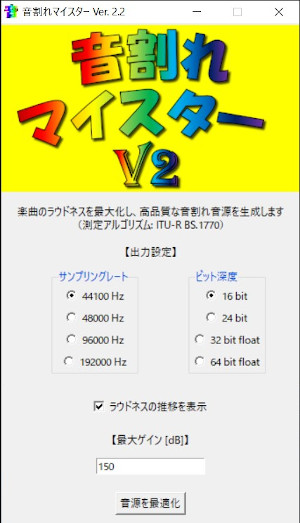 音割れマイスター Ver. 2.2
音割れ
マイスター
V2
楽曲のラウドネスを最大化し、高品質な音割れ音源を生成します
(測定アルゴリズム: ITU-R BS.1770)
【出力設定】
サンプリングレート
44100 Hz
48000 Hz
96000 Hz
192000 Hz
ビット深度
16 bit
24 bit
32 bit float
64 bit float
ラウドネスの推移を表示
【最大ゲイン [dB]】
150
音源を最適化